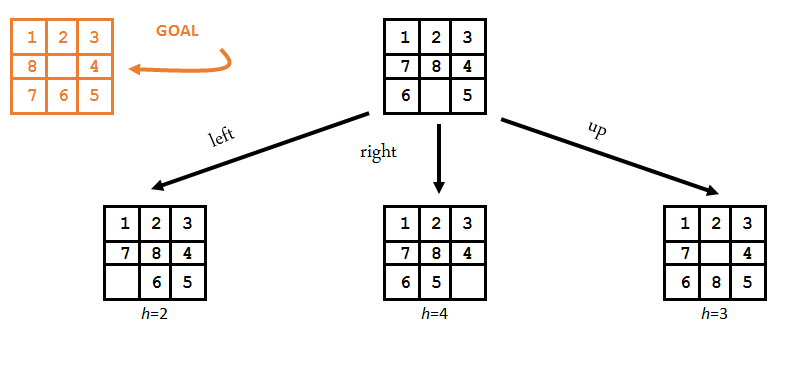 GOAL
1 2 3
8 4
7 6 5
1 2 3
7 8 4
6 5
left
right
up
1 2 3
7 8 4
6 5
h=2
1 2 3
7 8 4
6 5
h=4
1 2 3
7 4
6 8 5
h=3